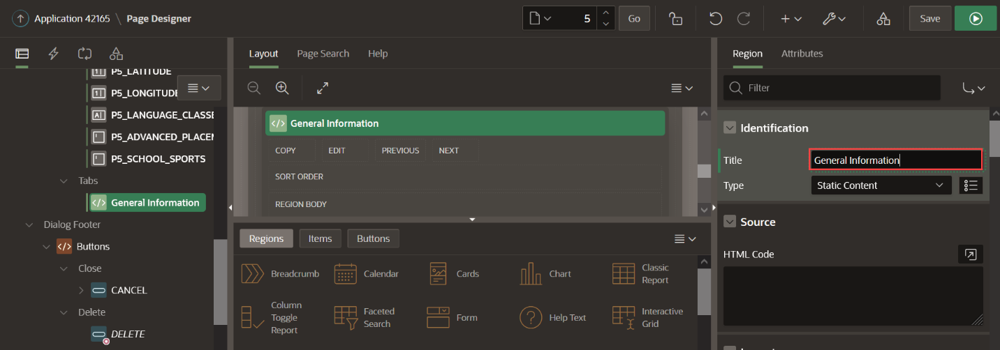 Application 42165 \ Page Designer
5
Go
Save
P5_LATITUDE
P5_LONGITUDE
P5_LANGUAGE_CLASSE
P5_ADVANCED_PLACEM
P5_SCHOOL_SPORTS
Tabs
General Information
Dialog Footer
Buttons
Close
CANCEL
Delete
DELETE
Layout
Page Search
Help
General Information
COPY
EDIT
PREVIOUS
NEXT
SORT ORDER
REGION BODY
Regions
Items
Buttons
Breadcrumb
Calendar
Cards
Chart
Classic
Report
Column
Toggle
Report
Faceted
Search
Form
Help Text
Interactive
Grid
Region
Attributes
Filter
Identification
Title
General Information
Type
Static Content
Source
HTML Code